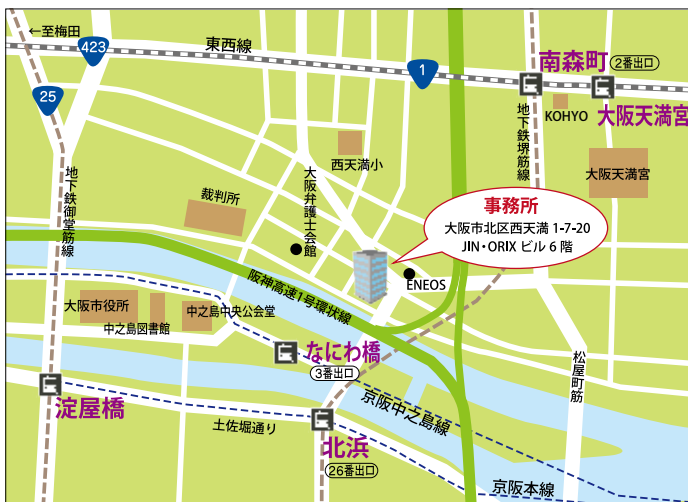 ←至梅田
423
東西線
25
1
南森町
2番出口
KOHYO
大阪天満宮
地下鉄堺筋線
西天満小
大阪天満宮
地下鉄御堂筋線
大阪弁護士会館
裁判所
事務所
大阪市北区西天満 1-7-20
JIN・ORIX ビル 6 階
ENEOS
阪神高速1号環状線
大阪市役所
中之島図書館
中之島中央公会堂
なにわ橋
3番出口
松屋町筋
淀屋橋
京阪中之島線
土佐堀通り
北浜
26番出口
京阪本線